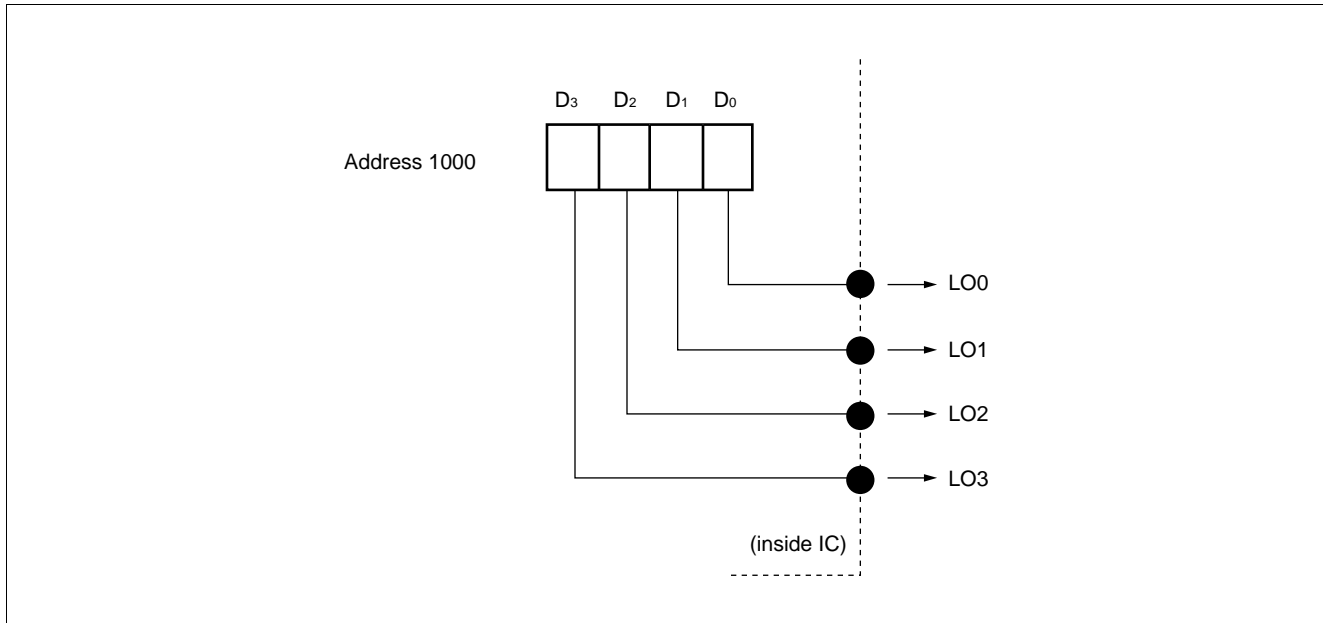 D3 D2 D1 D0
Address 1000
LO0
LO1
LO2
LO3
(inside IC)